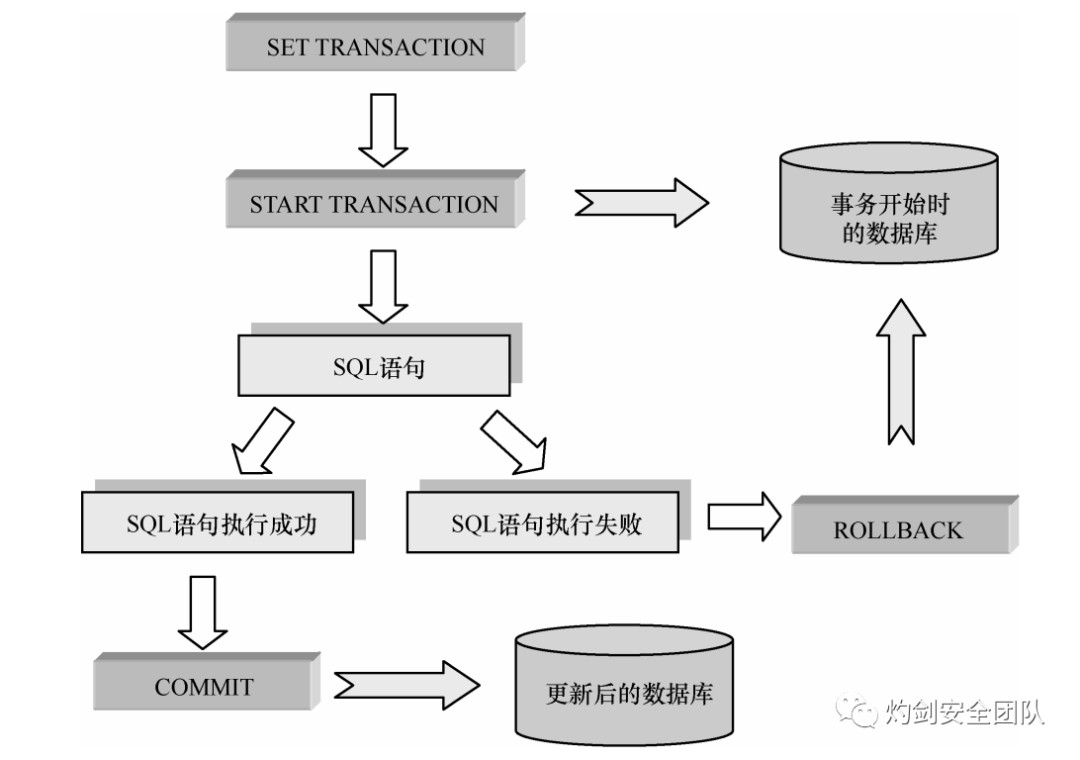 SET TRANSACTION
START TRANSACTION
事务开始时
的数据库
SQL语句
SQL语句执行成功
SQL语句执行失败
ROLLBACK
COMMIT
更新后的数据库
灼剑安全团队